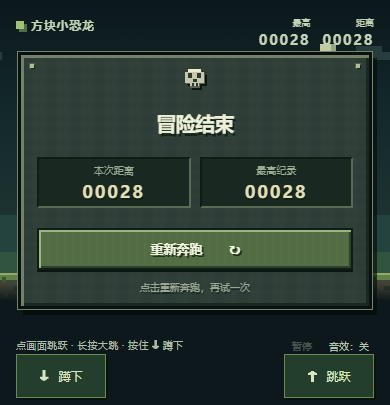 方块小恐龙
最高 距离
00028 00028
冒险结束
本次距离 最高纪录
00028 00028
重新奔跑 ↻
点击重新奔跑，再试一次
点画面跳跃 · 长按大跳 · 按住 ↓ 蹲下 暂停 音效：关
↓ 蹲下 ↑ 跳跃